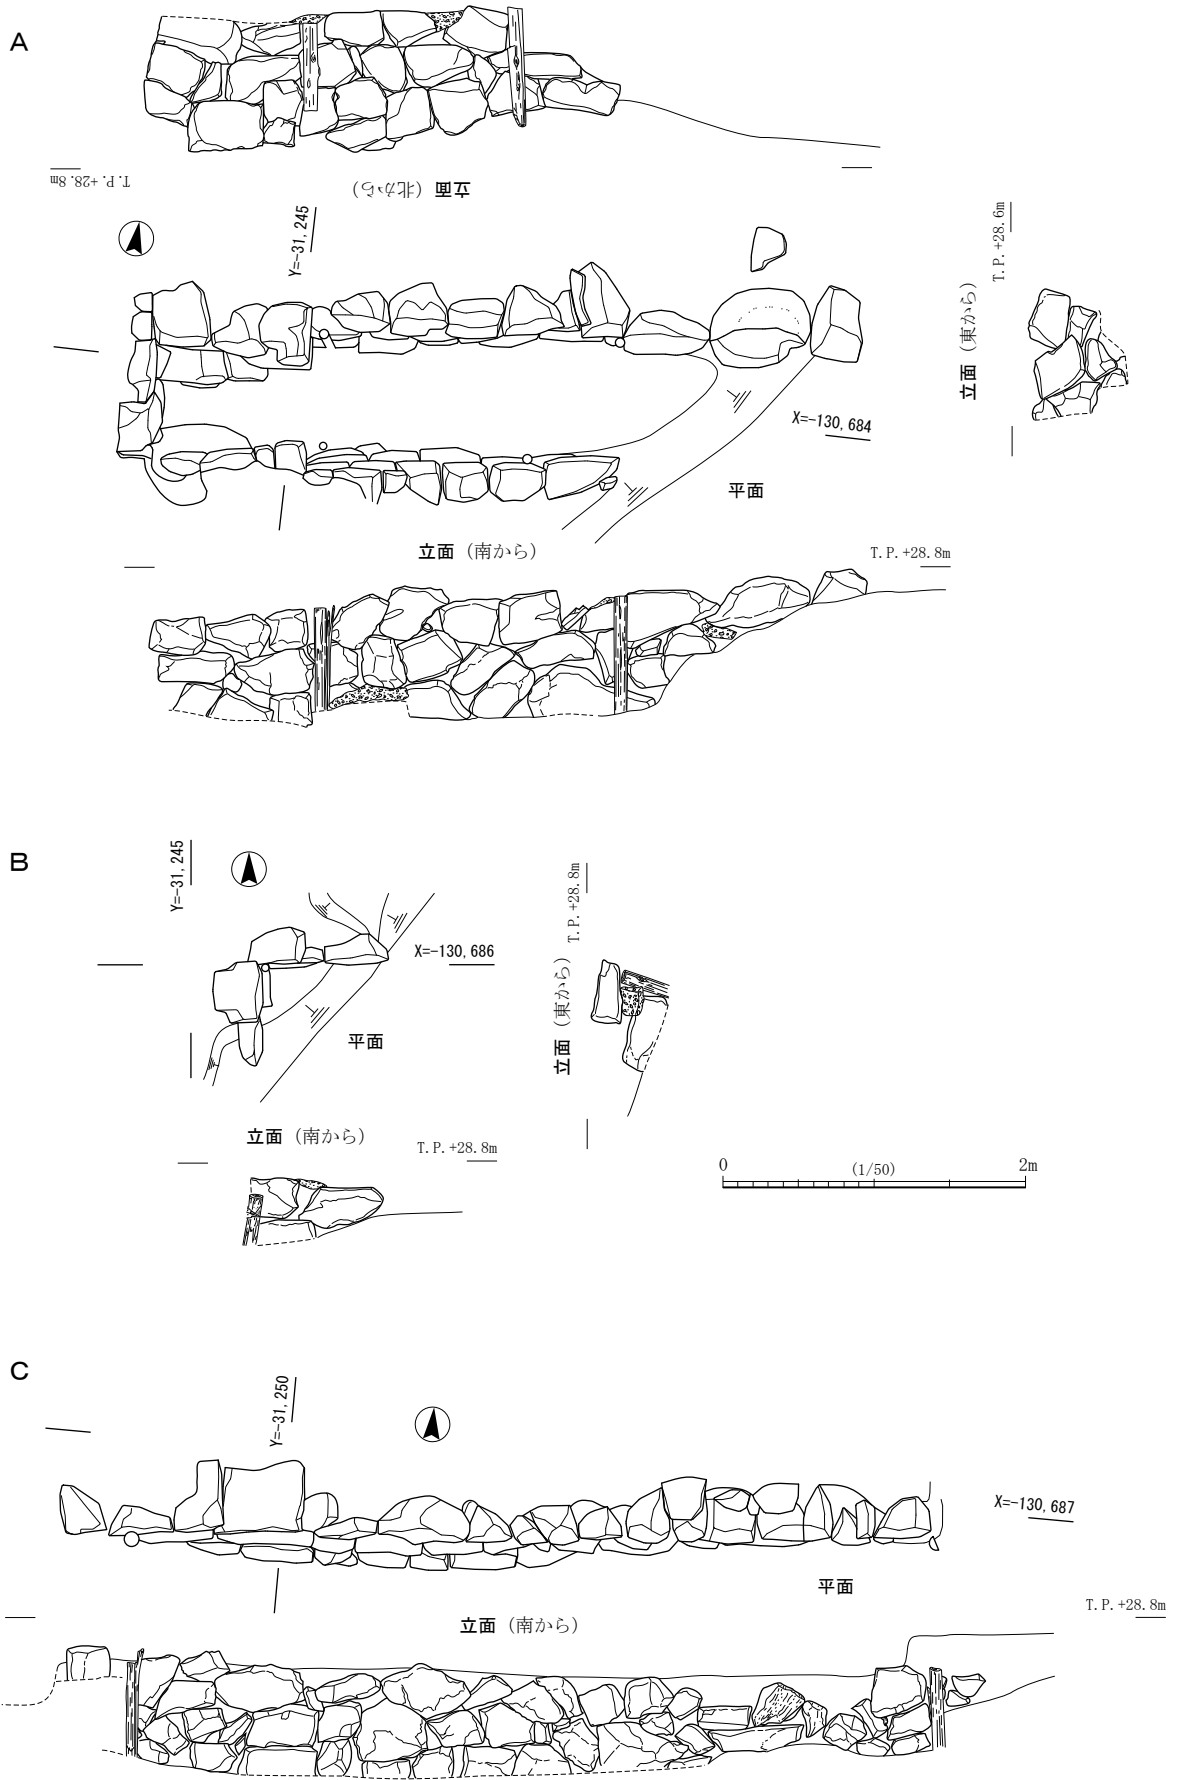 A
T.P.+28.8m
立面（北から）
Y=-31,245
T.P.+28.6m
立面（東から）
X=-130,684
平面
立面（南から）
T.P.+28.8m
B
Y=-31,245
T.P.+28.8m
X=-130,686
立面（東から）
平面
立面（南から）
T.P.+28.8m
0 (1/50) 2m
C
Y=-31,250
X=-130,687
平面
T.P.+28.8m
立面（南から）